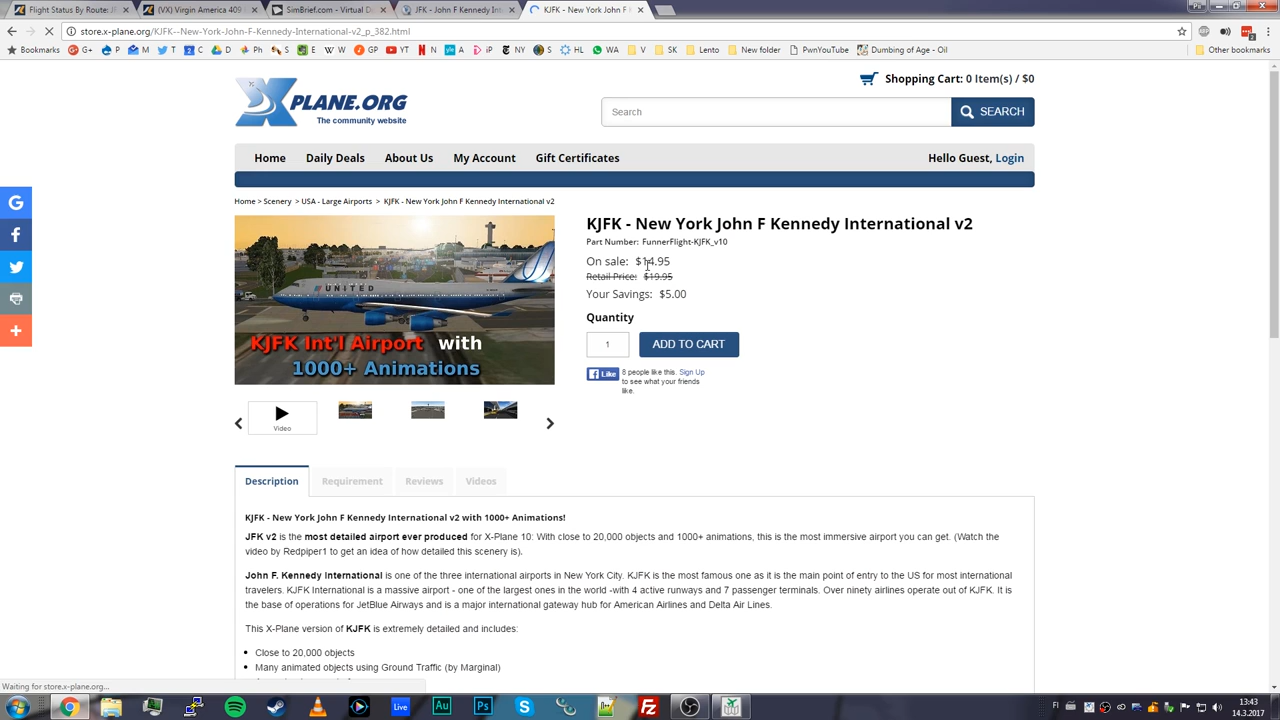 Flight Status By Route:
(VX) Virgin America 409
SimBrief.com - Virtual D
JFK - John F Kennedy Int
KJFK - New York John F
Pu
store.x-plane.org/KJFK--New-York-John-F-Kennedy-International-v2_p_382.html
Bookmarks
G+
P
M
T
C
D
Ph
S
E
YT
N
A
iP
NY
S
HL
WA
V
SK
Lento
New folder
PwnYouTube
Dumbing of Age - Oil
Other bookmarks
Shopping Cart: 0 Item(s) / $0
X PLANE.ORG
The community website
Search
SEARCH
Home
Daily Deals
About Us
My Account
Gift Certificates
Hello Guest, Login
Home > Scenery > USA - Large Airports > KJFK - New York John F Kennedy International v2
KJFK - New York John F Kennedy International v2
Part Number: FunnerFlight-KJFK_v10
On sale: $14.95
Retail Price: $19.95
Your Savings: $5.00
Quantity
1
ADD TO CART
Like
8 people like this. Sign Up
to see what your friends
like.
UNITED
KJFK Int'l Airport with
1000+ Animations
Video
Description
Requirement
Reviews
Videos
KJFK - New York John F Kennedy International v2 with 1000+ Animations!
JFK v2 is the most detailed airport ever produced for X-Plane 10: With close to 20,000 objects and 1000+ animations, this is the most immersive airport you can get. (Watch the
video by Redpiper1 to get an idea of how detailed this scenery is).
John F. Kennedy International is one of the three international airports in New York City. KJFK is the most famous one as it is the main point of entry to the US for most international
travelers. KJFK International is a massive airport - one of the largest ones in the world -with 4 active runways and 7 passenger terminals. Over ninety airlines operate out of KJFK. It is
the base of operations for JetBlue Airways and is a major international gateway hub for American Airlines and Delta Air Lines.
This X-Plane version of KJFK is extremely detailed and includes:
Close to 20,000 objects
Many animated objects using Ground Traffic (by Marginal)
Waiting for store.x-plane.org...
Live
Au
Ps
FI
13:43
14.3.2017